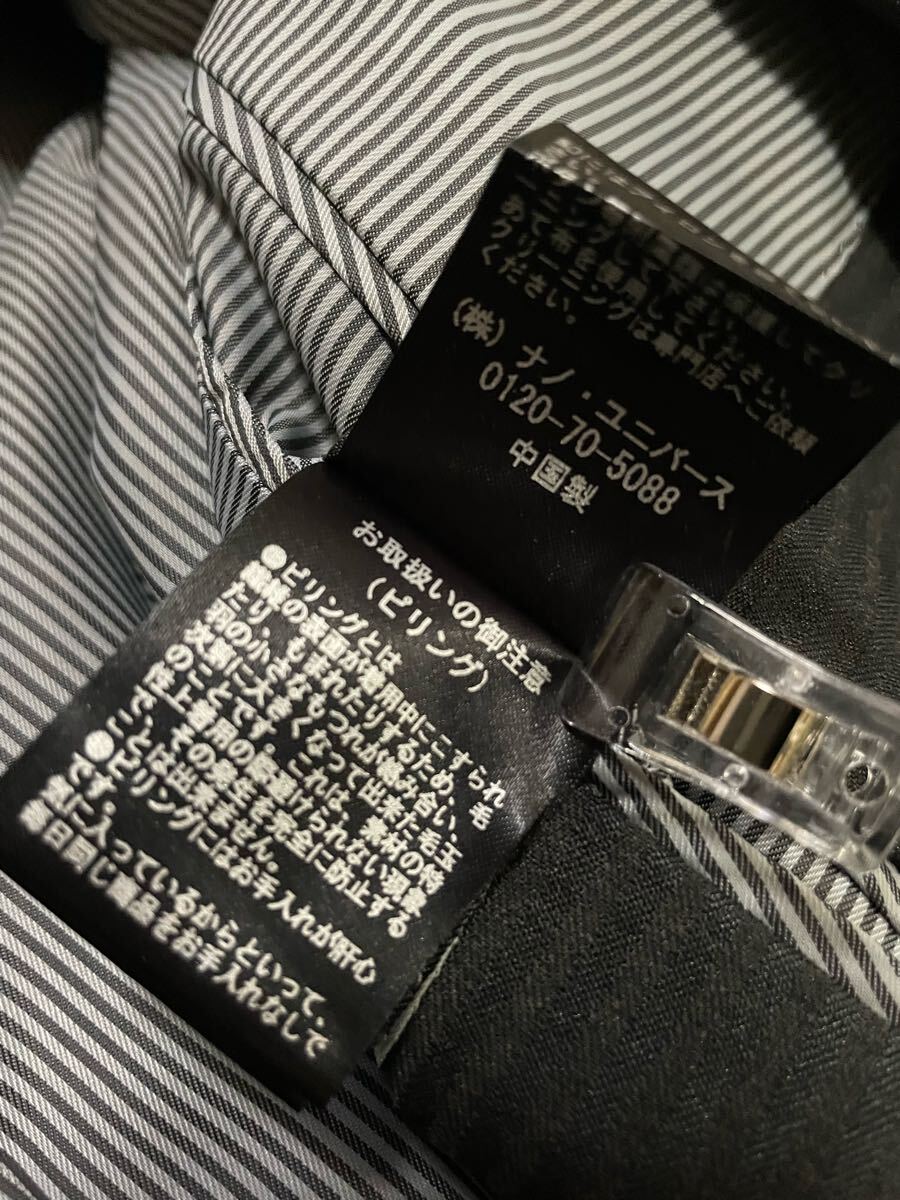 ーニングして下さい。
あて布を使用してください。
クリーニングは専門店へご依頼
ください。
(株)ナノ・ユニバース
0120-70-5088
中国製
お取扱いの御注意
(ピリング)
●ピリングとは
繊維の表面が着用中にこすられ
たり、もまれたりするため、毛
羽の小さなもつれが絡み合い、
次第に大きくなって出来た毛玉
のことです。これは、素材の特徴
の性上、着用の際避けられない現象
で、この発生を完全に防止する
ことは出来ません。
●ピリングにはお手入れが肝心
です。
気に入っているからといって、
毎日同じ製品をお手入れなしで